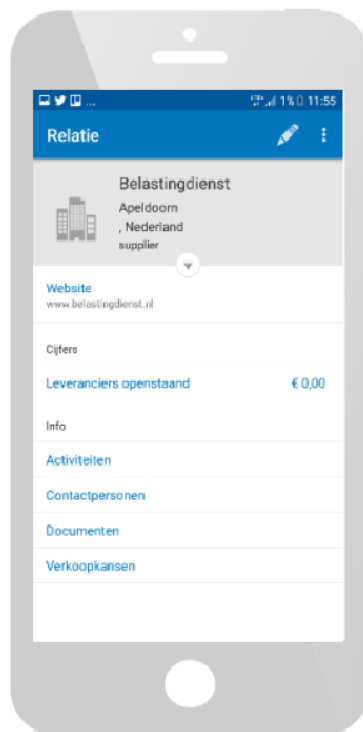 ... 1% 11:55
Relatie
Belastingdienst
Apeldoorn
, Nederland
supplier
Website
www.belastingdienst.nl
Cijfers
Leveranciers openstaand € 0,00
Info
Activiteiten
Contactpersonen
Documenten
Verkoopkansen